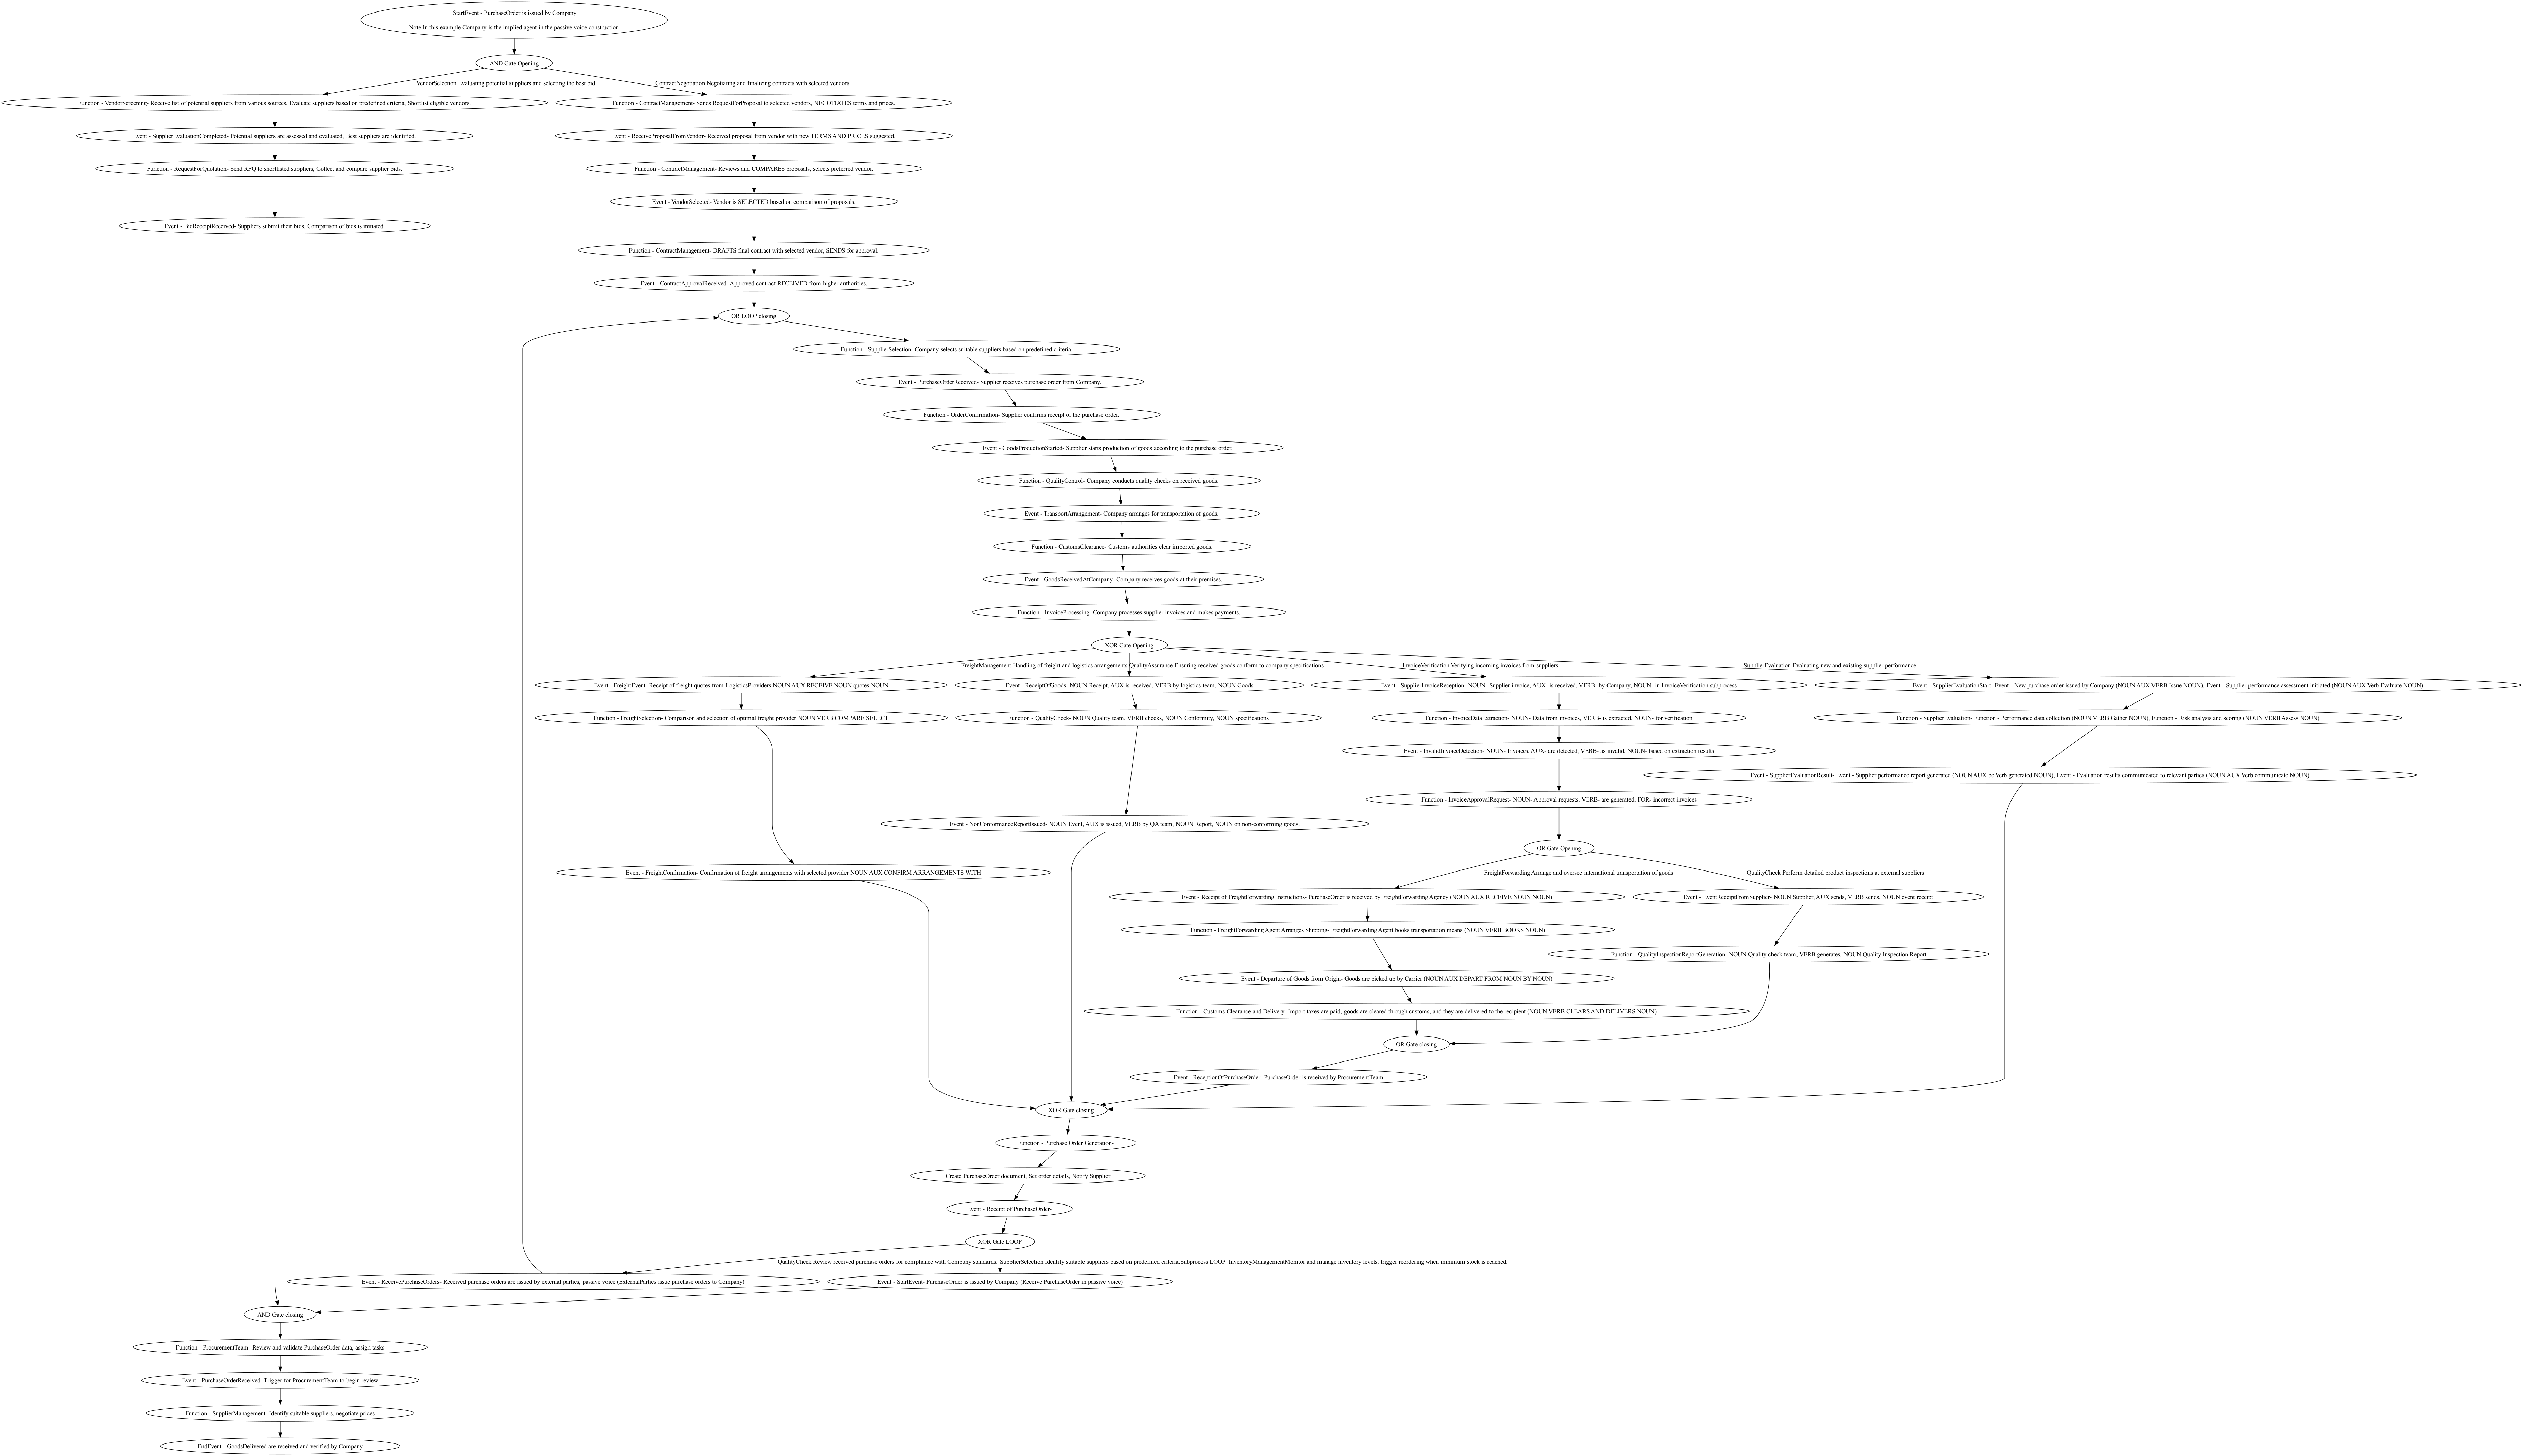 StartEvent - PurchaseOrder is issued by Company
Note In this example Company is the implied agent in the passive voice construction
AND Gate Opening
VendorSelection Evaluating potential suppliers and selecting the best bid
ContractNegotiation Negotiating and finalizing contracts with selected vendors
Function - VendorScreening- Receive list of potential suppliers from various sources, Evaluate suppliers based on predefined criteria, Shortlist eligible vendors.
Function - ContractManagement- Sends RequestForProposal to selected vendors, NEGOTIATES terms and prices.
Event - SupplierEvaluationCompleted- Potential suppliers are assessed and evaluated, Best suppliers are identified.
Event - ReceiveProposalFromVendor- Received proposal from vendor with new TERMS AND PRICES suggested.
Function - RequestForQuotation- Send RFQ to shortlisted suppliers, Collect and compare supplier bids.
Function - ContractManagement- Reviews and COMPARES proposals, selects preferred vendor.
Event - VendorSelected- Vendor is SELECTED based on comparison of proposals.
Event - BidReceiptReceived- Suppliers submit their bids, Comparison of bids is initiated.
Function - ContractManagement- DRAFTS final contract with selected vendor, SENDS for approval.
Event - ContractApprovalReceived- Approved contract RECEIVED from higher authorities.
OR LOOP closing
Function - SupplierSelection- Company selects suitable suppliers based on predefined criteria.
Event - PurchaseOrderReceived- Supplier receives purchase order from Company.
Function - OrderConfirmation- Supplier confirms receipt of the purchase order.
Event - GoodsProductionStarted- Supplier starts production of goods according to the purchase order.
Function - QualityControl- Company conducts quality checks on received goods.
Event - TransportArrangement- Company arranges for transportation of goods.
Function - CustomsClearance- Customs authorities clear imported goods.
Event - GoodsReceivedAtCompany- Company receives goods at their premises.
Function - InvoiceProcessing- Company processes supplier invoices and makes payments.
XOR Gate Opening
FreightManagement Handling of freight and logistics arrangements
QualityAssurance Ensuring received goods conform to company specifications
InvoiceVerification Verifying incoming invoices from suppliers
SupplierEvaluation Evaluating new and existing supplier performance
Event - FreightEvent- Receipt of freight quotes from LogisticsProviders NOUN AUX RECEIVE NOUN quotes NOUN
Event - ReceiptOfGoods- NOUN Receipt, AUX is received, VERB by logistics team, NOUN Goods
Event - SupplierInvoiceReception- NOUN- Supplier invoice, AUX- is received, VERB- by Company, NOUN- in InvoiceVerification subprocess
Event - SupplierEvaluationStart- Event - New purchase order issued by Company (NOUN AUX VERB Issue NOUN), Event - Supplier performance assessment initiated (NOUN AUX Verb Evaluate NOUN)
Function - FreightSelection- Comparison and selection of optimal freight provider NOUN VERB COMPARE SELECT
Function - QualityCheck- NOUN Quality team, VERB checks, NOUN Conformity, NOUN specifications
Function - InvoiceDataExtraction- NOUN- Data from invoices, VERB- is extracted, NOUN- for verification
Function - SupplierEvaluation- Function - Performance data collection (NOUN VERB Gather NOUN), Function - Risk analysis and scoring (NOUN VERB Assess NOUN)
Event - InvalidInvoiceDetection- NOUN- Invoices, AUX- are detected, VERB- as invalid, NOUN- based on extraction results
Event - SupplierEvaluationResult- Event - Supplier performance report generated (NOUN AUX be Verb generated NOUN), Event - Evaluation results communicated to relevant parties (NOUN AUX Verb communicate NOUN)
Function - InvoiceApprovalRequest- NOUN- Approval requests, VERB- are generated, FOR- incorrect invoices
Event - NonConformanceReportIssued- NOUN Event, AUX is issued, VERB by QA team, NOUN Report, NOUN on non-conforming goods.
OR Gate Opening
FreightForwarding Arrange and oversee international transportation of goods
QualityCheck Perform detailed product inspections at external suppliers
Event - FreightConfirmation- Confirmation of freight arrangements with selected provider NOUN AUX CONFIRM ARRANGEMENTS WITH
Event - Receipt of FreightForwarding Instructions- PurchaseOrder is received by FreightForwarding Agency (NOUN AUX RECEIVE NOUN NOUN)
Event - EventReceiptFromSupplier- NOUN Supplier, AUX sends, VERB sends, NOUN event receipt
Function - FreightForwarding Agent Arranges Shipping- FreightForwarding Agent books transportation means (NOUN VERB BOOKS NOUN)
Function - QualityInspectionReportGeneration- NOUN Quality check team, VERB generates, NOUN Quality Inspection Report
Event - Departure of Goods from Origin- Goods are picked up by Carrier (NOUN AUX DEPART FROM NOUN BY NOUN)
Function - Customs Clearance and Delivery- Import taxes are paid, goods are cleared through customs, and they are delivered to the recipient (NOUN VERB CLEARS AND DELIVERS NOUN)
OR Gate closing
Event - ReceptionOfPurchaseOrder- PurchaseOrder is received by ProcurementTeam
XOR Gate closing
Function - Purchase Order Generation-
Create PurchaseOrder document, Set order details, Notify Supplier
Event - Receipt of PurchaseOrder-
XOR Gate LOOP
QualityCheck Review received purchase orders for compliance with Company standards.
SupplierSelection Identify suitable suppliers based on predefined criteria.Subprocess LOOP InventoryManagementMonitor and manage inventory levels, trigger reordering when minimum stock is reached.
Event - ReceivePurchaseOrders- Received purchase orders are issued by external parties, passive voice (ExternalParties issue purchase orders to Company)
Event - StartEvent- PurchaseOrder is issued by Company (Receive PurchaseOrder in passive voice)
AND Gate closing
Function - ProcurementTeam- Review and validate PurchaseOrder data, assign tasks
Event - PurchaseOrderReceived- Trigger for ProcurementTeam to begin review
Function - SupplierManagement- Identify suitable suppliers, negotiate prices
EndEvent - GoodsDelivered are received and verified by Company.